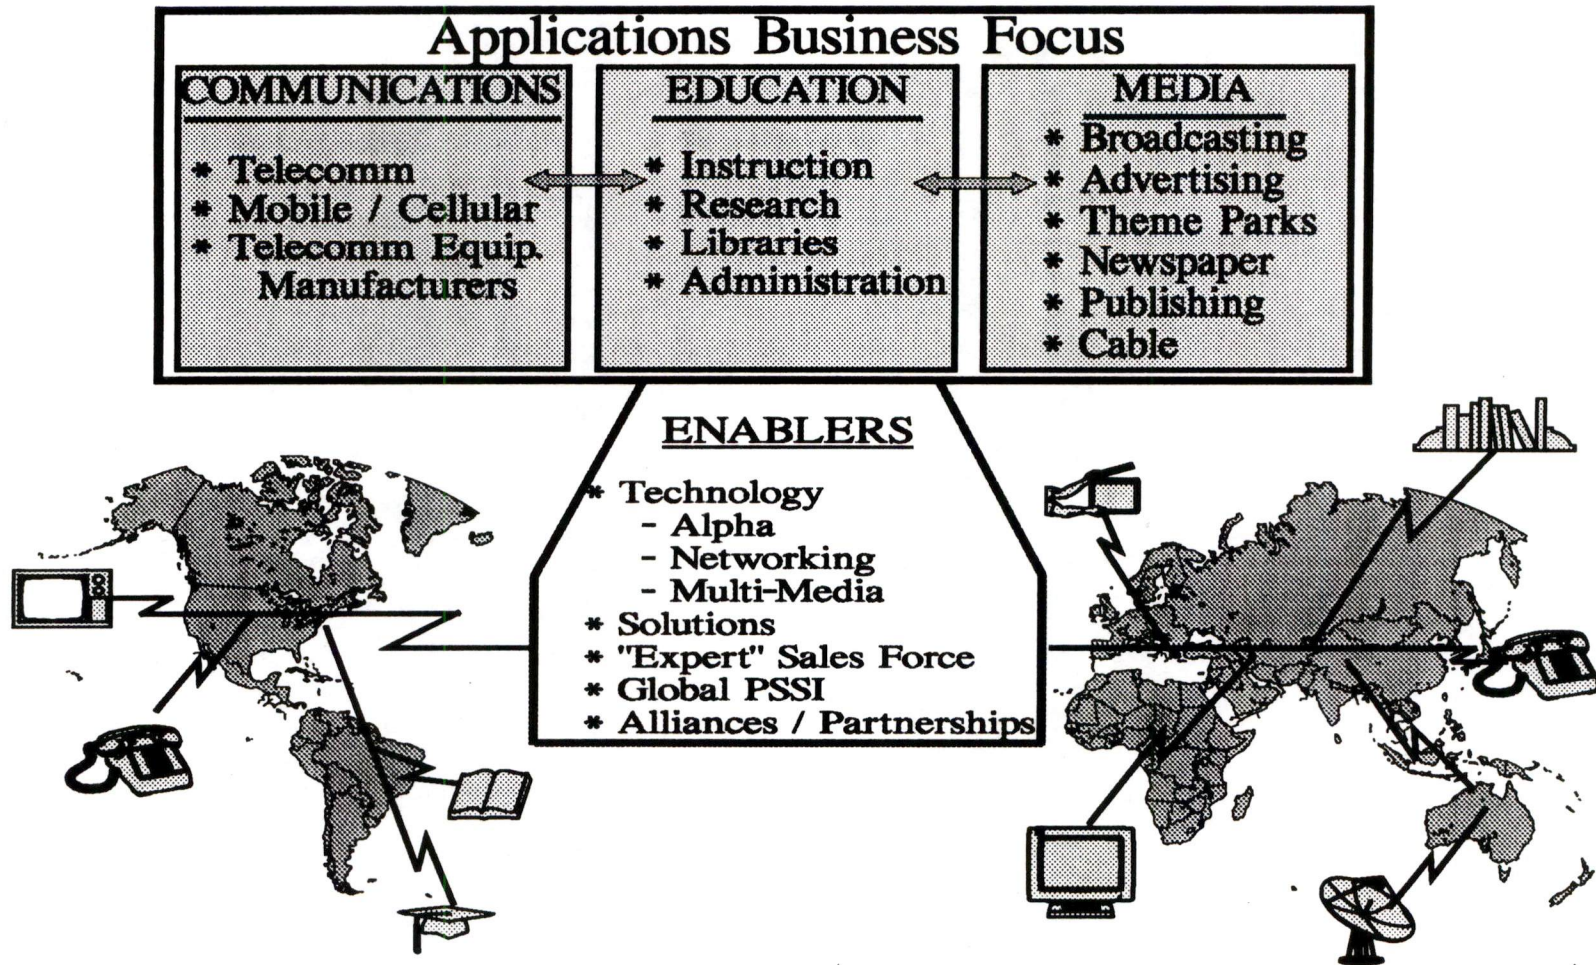 Applications Business Focus
COMMUNICATIONS
* Telecomm
* Mobile / Cellular
* Telecomm Equip.
Manufacturers
EDUCATION
* Instruction
* Research
* Libraries
* Administration
MEDIA
* Broadcasting
* Advertising
* Theme Parks
* Newspaper
* Publishing
* Cable
ENABLERS
* Technology
- Alpha
- Networking
- Multi-Media
* Solutions
* "Expert" Sales Force
* Global PSSI
* Alliances / Partnerships